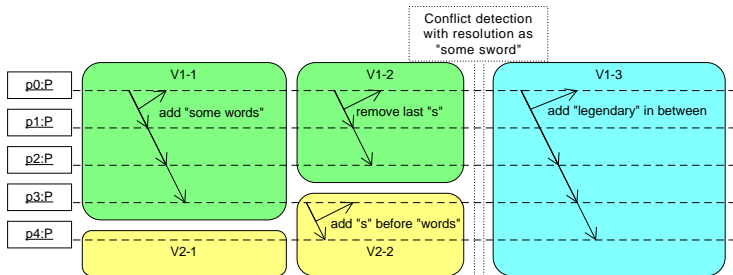 Conflict detection
with resolution as
"some sword"
V1-1
V1-2
V1-3
p0:P
add "some words"
remove last "s"
add "legendary" in between
p1:P
p2:P
p3:P
add "s" before "words"
p4:P
V2-1
V2-2